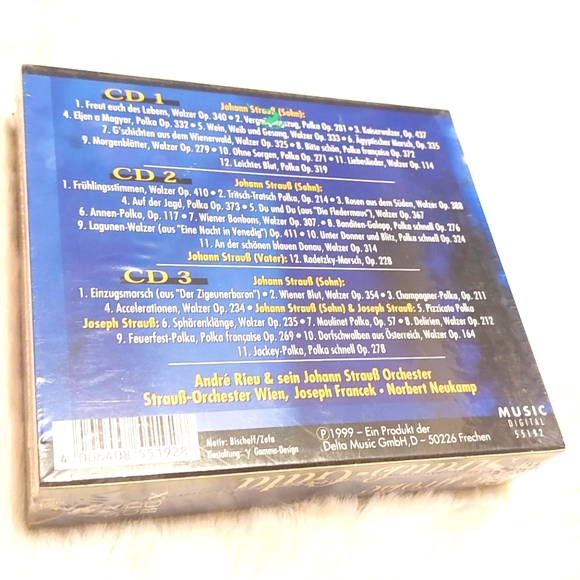 CD 1
Johann Strauß (Sohn):
1. Freut euch des Lebens, Walzer Op. 340 • 2. Vergnügungszug, Polka Op. 281 • 3. Kaiserwalzer, Op. 437
4. Eljen a Magyar, Polka Op. 332 • 5. Wein, Weib und Gesang, Walzer Op. 333 • 6. Ägyptischer Marsch, Op. 335
7. G'schichten aus dem Wienerwald, Walzer Op. 325 • 8. Bitte schön, Polka française Op. 372
9. Morgenblätter, Walzer Op. 279 • 10. Ohne Sorgen, Polka Op. 271 • 11. Liebeslieder, Walzer Op. 114
12. Leichtes Blut, Polka Op. 319
CD 2
Johann Strauß (Sohn):
1. Frühlingsstimmen, Walzer Op. 410 • 2. Tritsch-Tratsch Polka, Op. 214 • 3. Rosen aus dem Süden, Walzer Op. 388
4. Auf der Jagd, Polka Op. 373 • 5. Du und Du (aus "Die Fledermaus"), Walzer Op. 367
6. Annen-Polka, Op. 117 • 7. Wiener Bonbons, Walzer Op. 307. • 8. Banditen-Galopp, Polka schnell Op. 276
9. Lagunen-Walzer (aus "Eine Nacht in Venedig") Op. 411 • 10. Unter Donner und Blitz, Polka schnell Op. 324
11. An der schönen blauen Donau, Walzer Op. 314
Johann Strauß (Vater): 12. Radetzky-Marsch, Op. 228
CD 3
Johann Strauß (Sohn):
1. Einzugsmarsch (aus "Der Zigeunerbaron") • 2. Wiener Blut, Walzer Op. 354 • 3. Champagner-Polka, Op. 211
4. Accelerationen, Walzer Op. 234 • Johann Strauß (Sohn) & Joseph Strauß: 5. Pizzicato Polka
Joseph Strauß: 6. Sphärenklänge, Walzer Op. 235 • 7. Moulinet Polka, Op. 57 • 8. Delirien, Walzer Op. 212
9. Feuerfest-Polka, Polka française Op. 269 • 10. Dorfschwalben aus Österreich, Walzer Op. 164
11. Jockey-Polka, Polka schnell Op. 278
André Rieu & sein Johann Strauß Orchester
Strauß-Orchester Wien, Joseph Francek • Norbert Neukamp
4 006408 551928
Motiv: Bischoff/Zefa
Gestaltung: γ Gamma-Design
Ⓟ 1999 – Ein Produkt der
Delta Music GmbH, D – 50226 Frechen
MUSIC
DIGITAL
55192
Strauss Gala